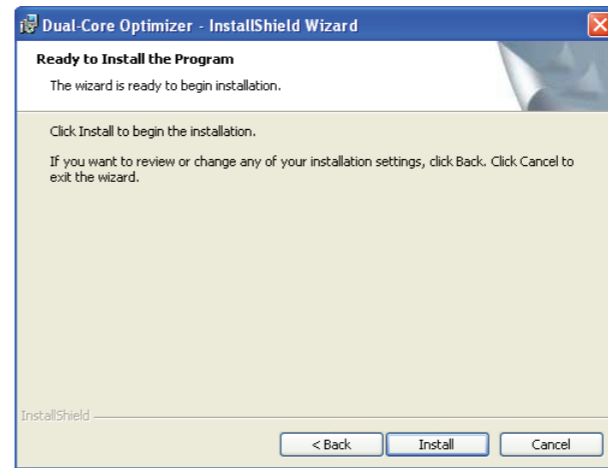 Dual-Core Optimizer - InstallShield Wizard
Ready to Install the Program
The wizard is ready to begin installation.
Click Install to begin the installation.
If you want to review or change any of your installation settings, click Back. Click Cancel to
exit the wizard.
InstallShield
< Back Install Cancel